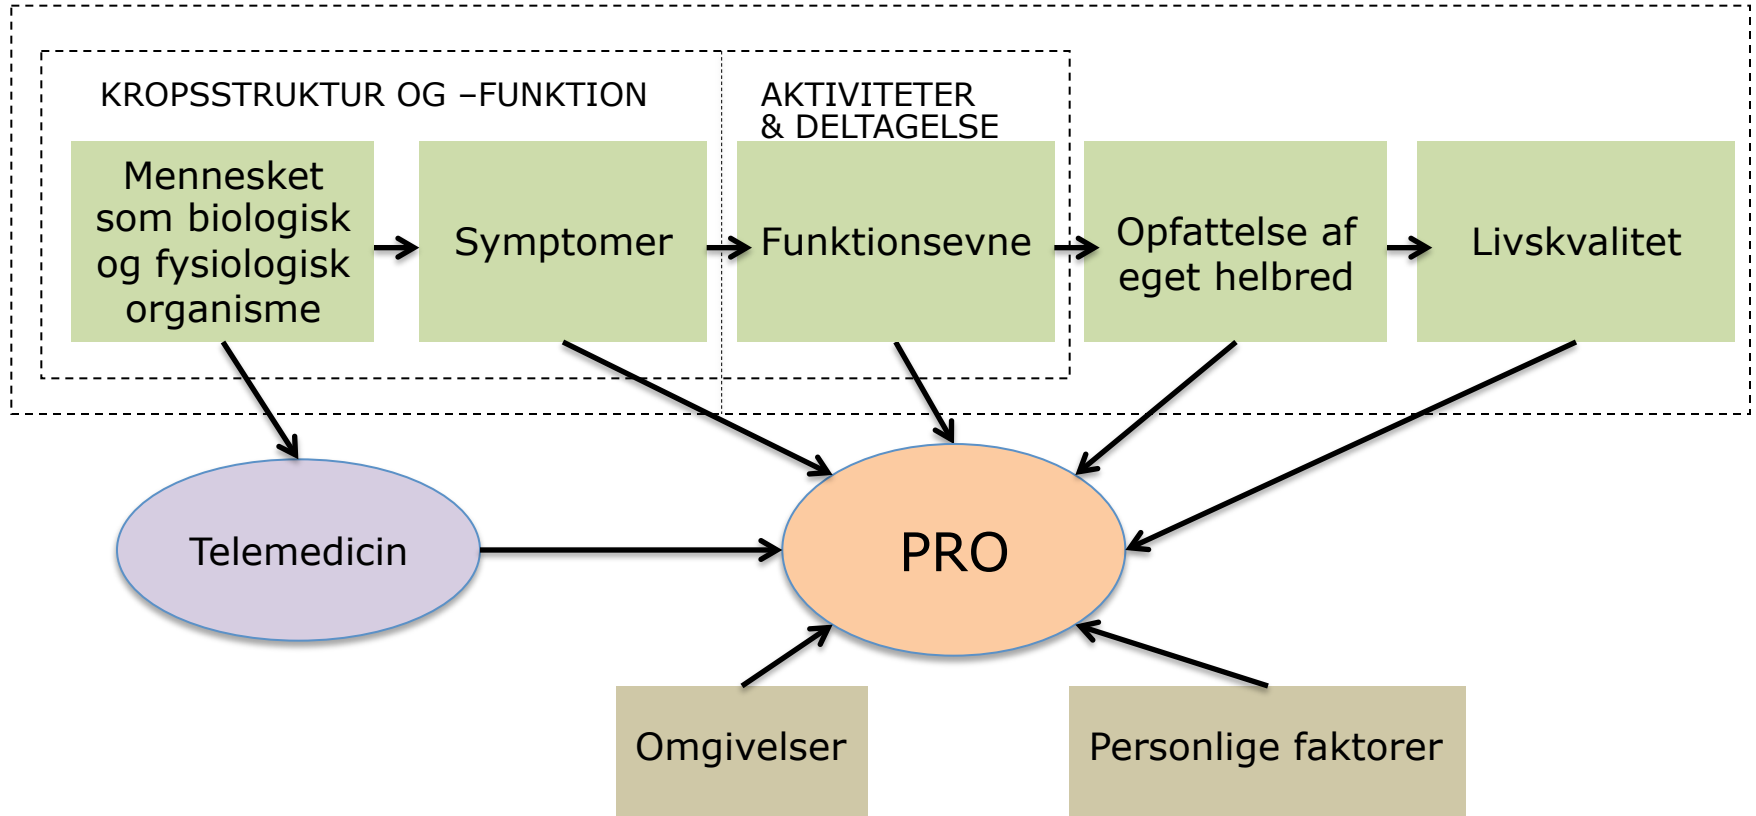 KROPSSTRUKTUR OG –FUNKTION
AKTIVITETER
& DELTAGELSE
Mennesket
som biologisk
og fysiologisk
organisme
Symptomer
Funktionsevne
Opfattelse af
eget helbred
Livskvalitet
Telemedicin
PRO
Omgivelser
Personlige faktorer